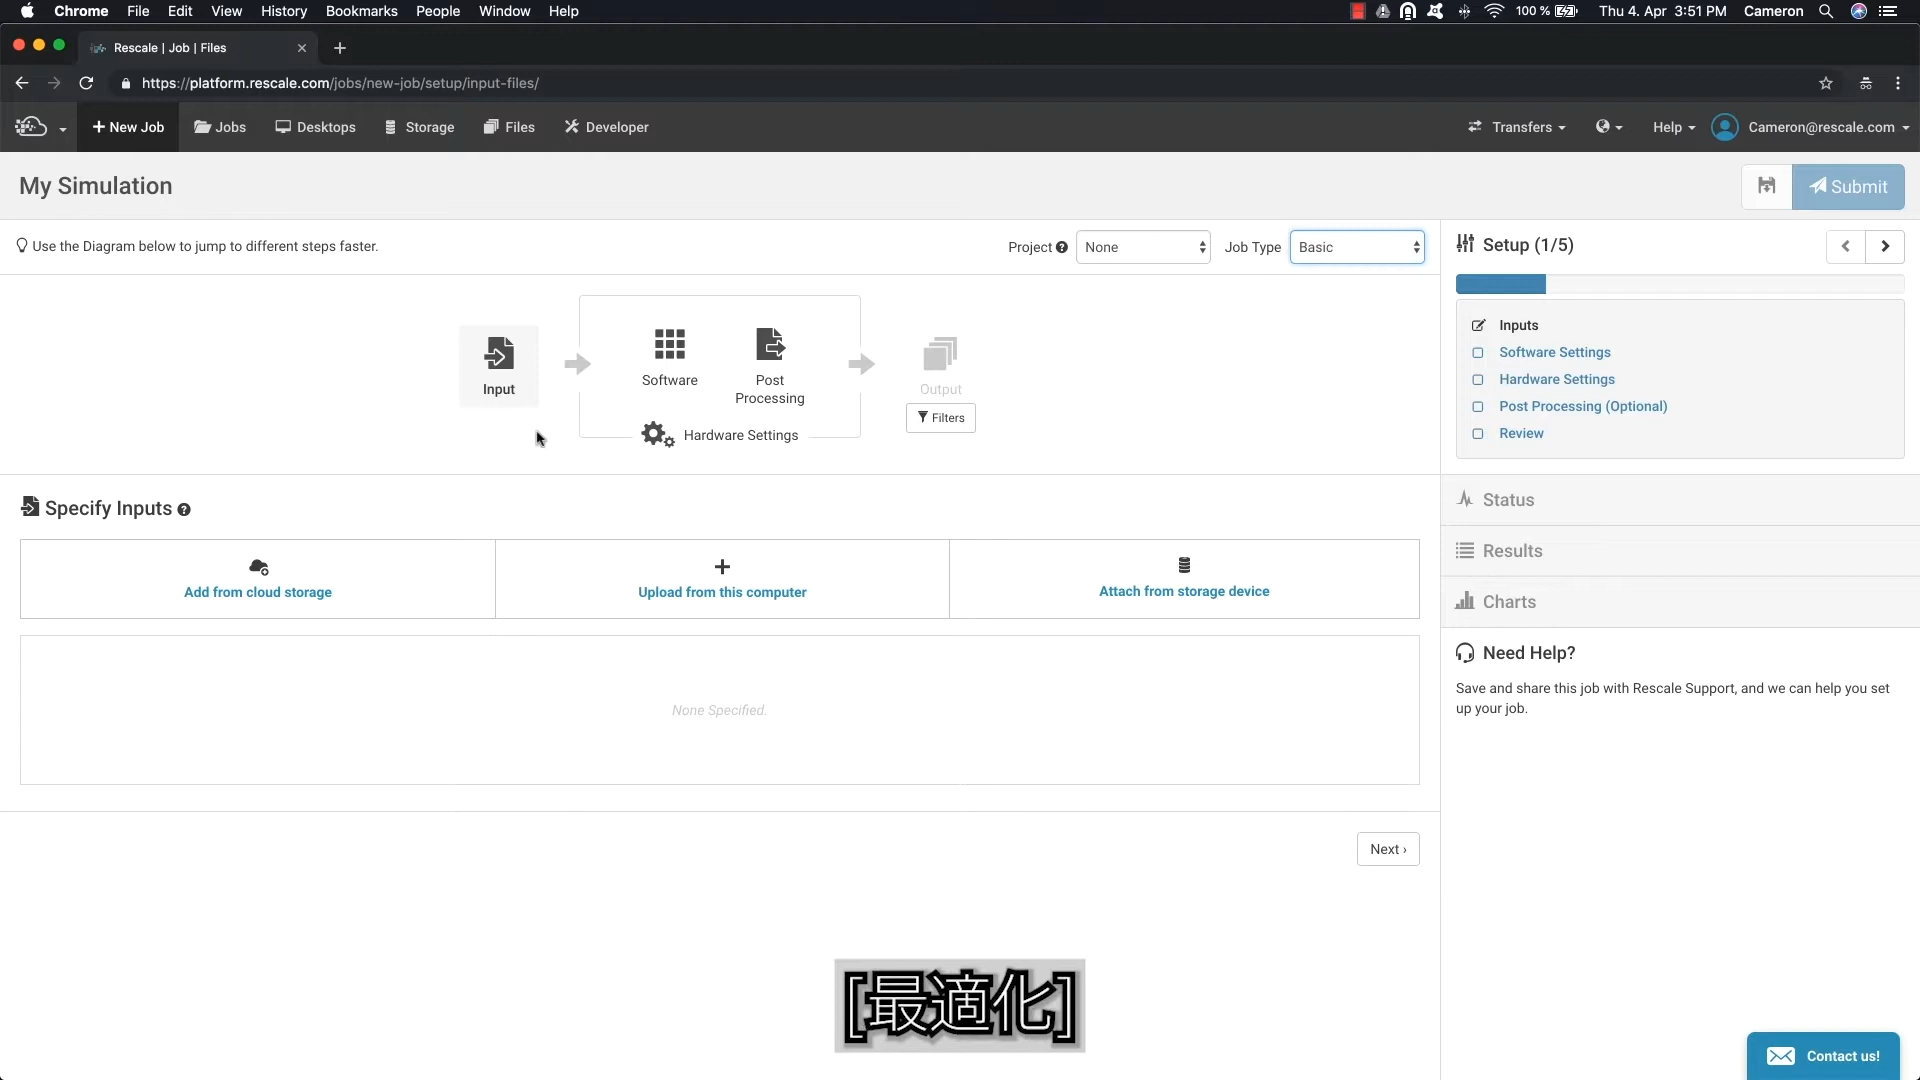 Chrome File Edit View History Bookmarks People Window Help 100 % Thu 4. Apr 3:51 PM Cameron
Rescale | Job | Files
https://platform.rescale.com/jobs/new-job/setup/input-files/
New Job Jobs Desktops Storage Files Developer Transfers Help Cameron@rescale.com
My Simulation
Submit
Use the Diagram below to jump to different steps faster.
Project None Job Type Basic
Input
Software
Post
Processing
Hardware Settings
Output
Filters
Specify Inputs
Add from cloud storage
Upload from this computer
Attach from storage device
None Specified.
Next ›
Setup (1/5)
Inputs
Software Settings
Hardware Settings
Post Processing (Optional)
Review
Status
Results
Charts
Need Help?
Save and share this job with Rescale Support, and we can help you set
up your job.
[最適化]
Contact us!